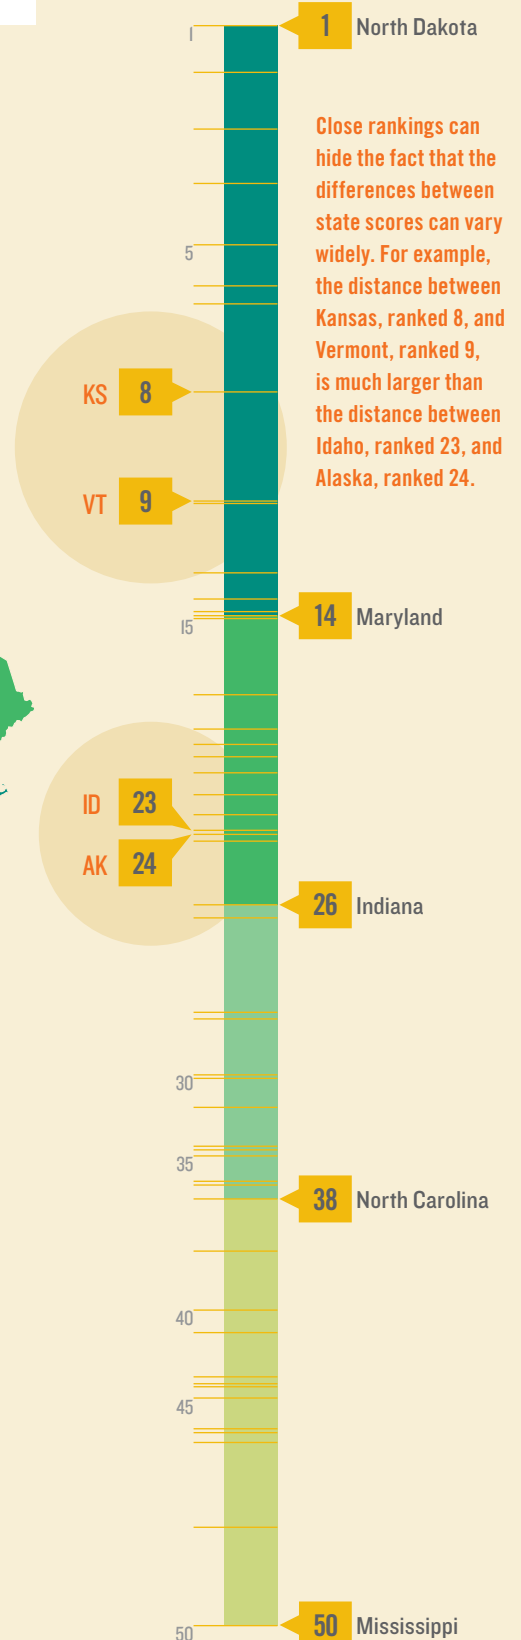 1
1 North Dakota
Close rankings can
hide the fact that the
differences between
state scores can vary
widely. For example,
the distance between
Kansas, ranked 8, and
Vermont, ranked 9,
is much larger than
the distance between
Idaho, ranked 23, and
Alaska, ranked 24.
5
KS 8
VT 9
14 Maryland
15
ID 23
AK 24
26 Indiana
30
35
38 North Carolina
40
45
50
50 Mississippi